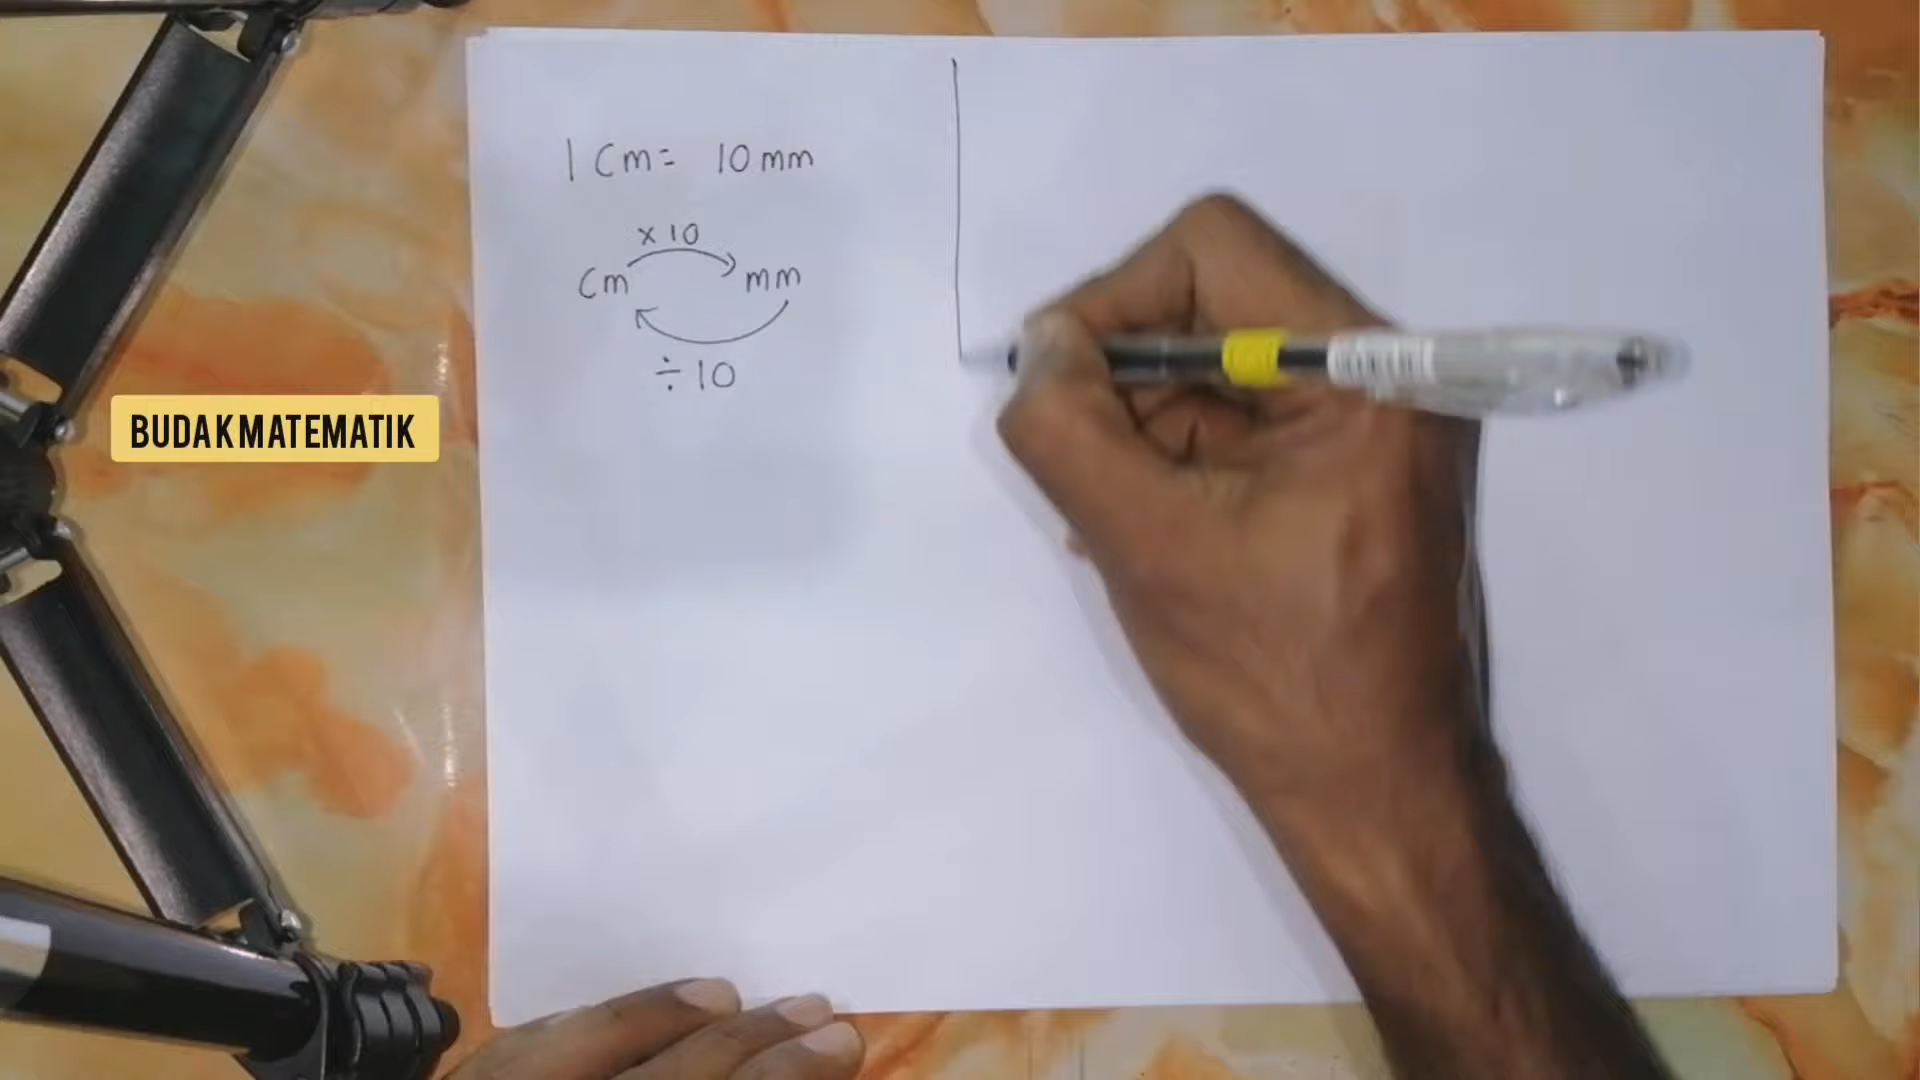 1 Cm = 10 mm
× 10
Cm mm
÷ 10
BUDAKMATEMATIK